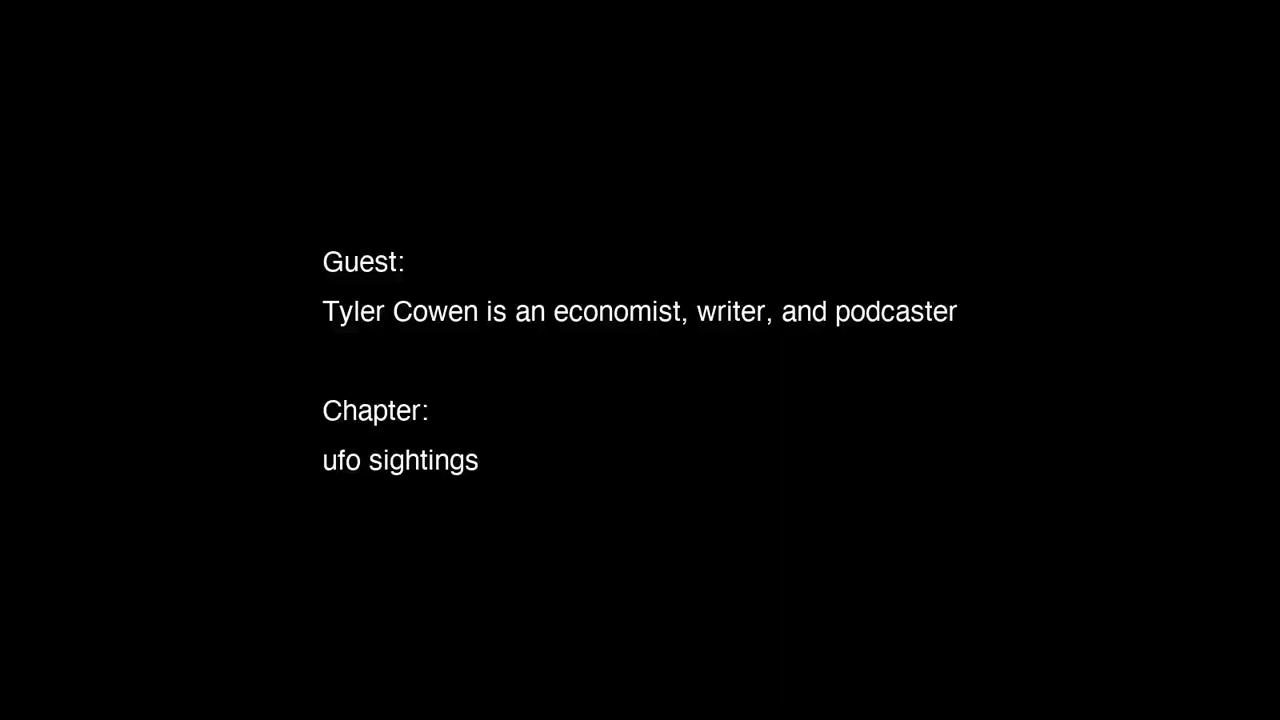 Guest:
Tyler Cowen is an economist, writer, and podcaster
Chapter:
ufo sightings